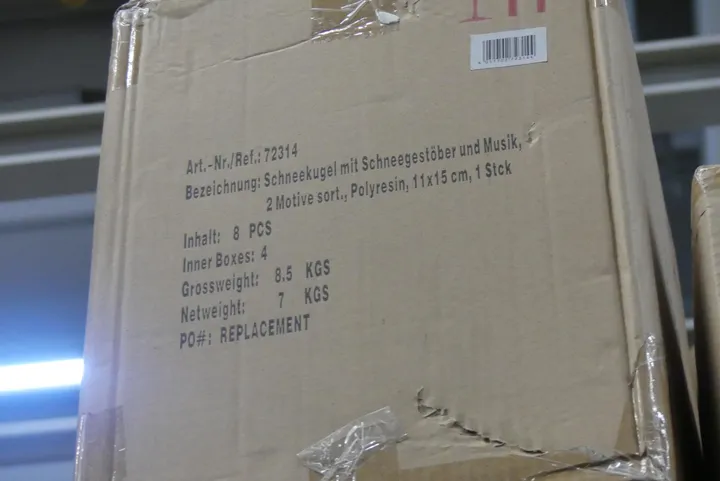 Art.-Nr./Ref.: 72314
Bezeichnung: Schneekugel mit Schneegestöber und Musik,
2 Motive sort., Polyresin, 11x15 cm, 1 Stck
Inhalt: 8 PCS
Inner Boxes: 4
Grossweight: 8,5 KGS
Netweight: 7 KGS
PO#: REPLACEMENT